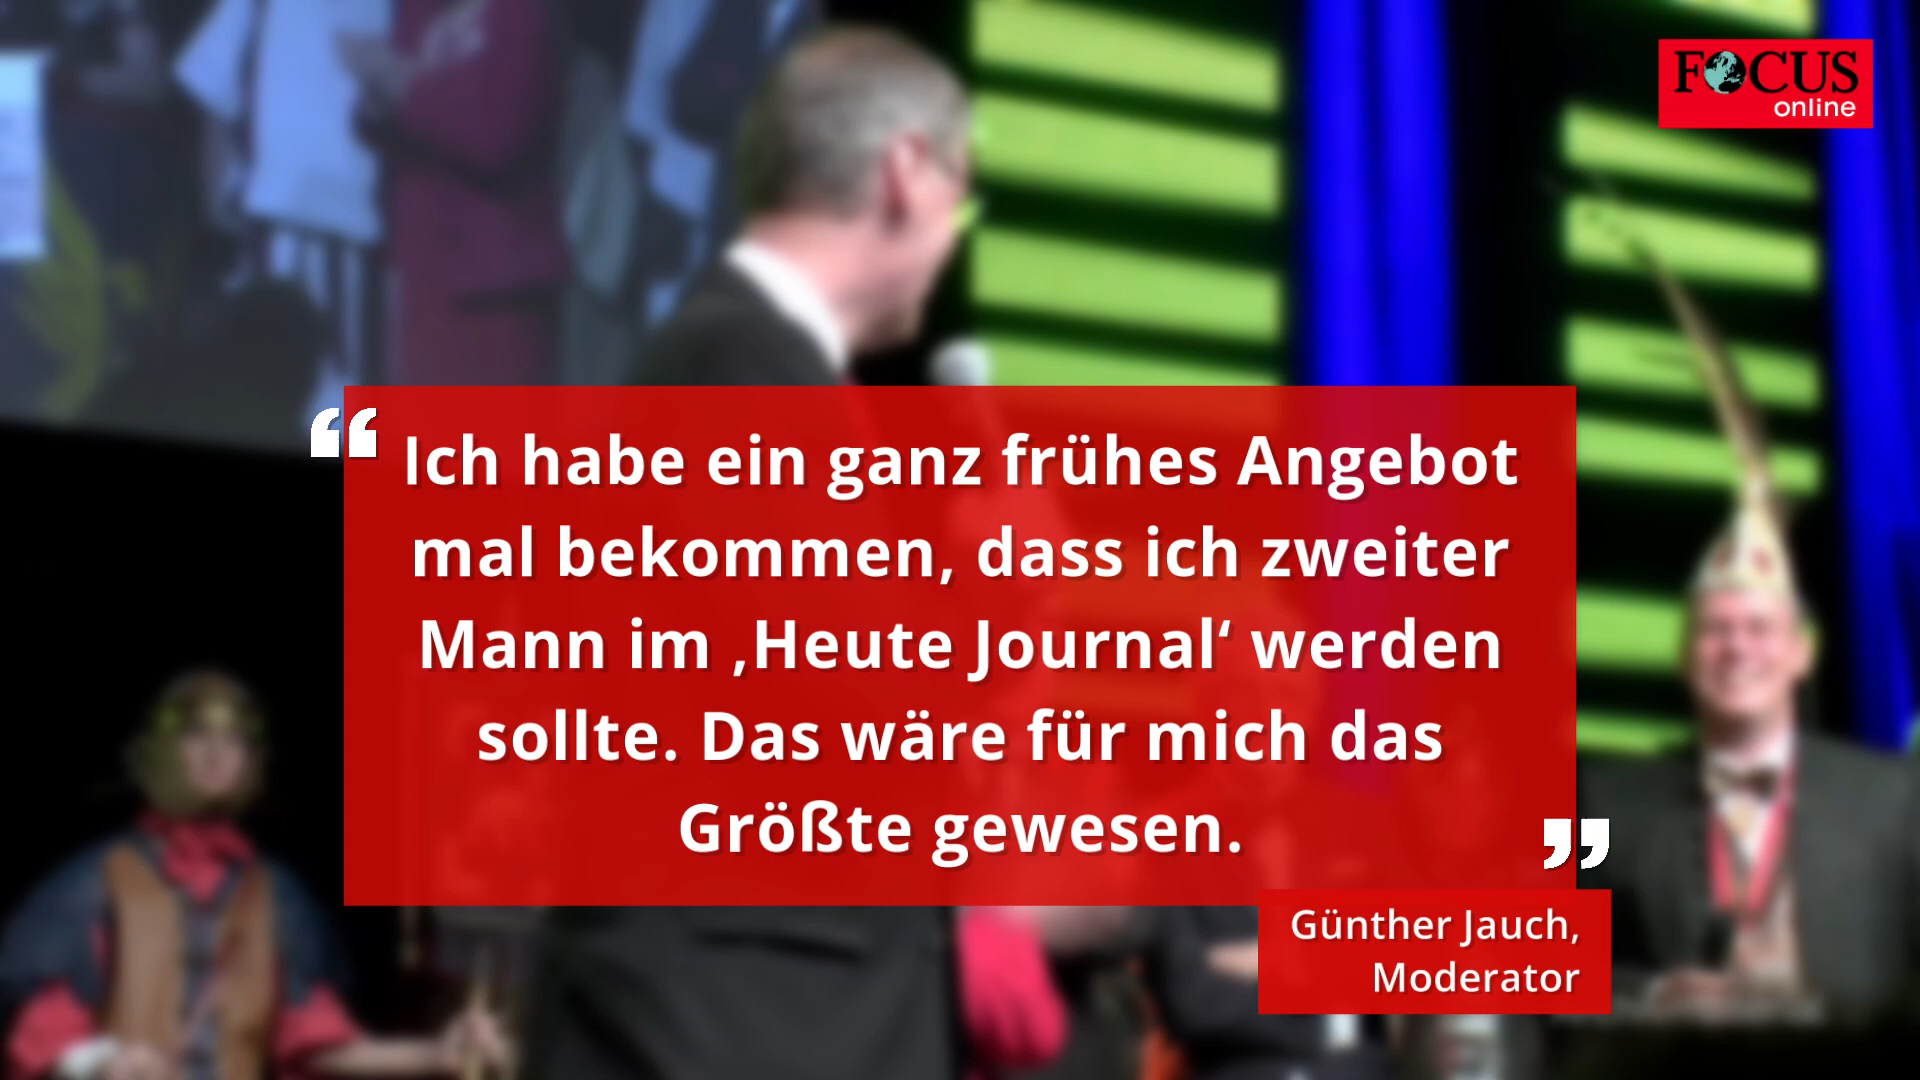 FOCUS
online
“Ich habe ein ganz frühes Angebot
mal bekommen, dass ich zweiter
Mann im ‚Heute Journal‘ werden
sollte. Das wäre für mich das
Größte gewesen.”
Günther Jauch,
Moderator